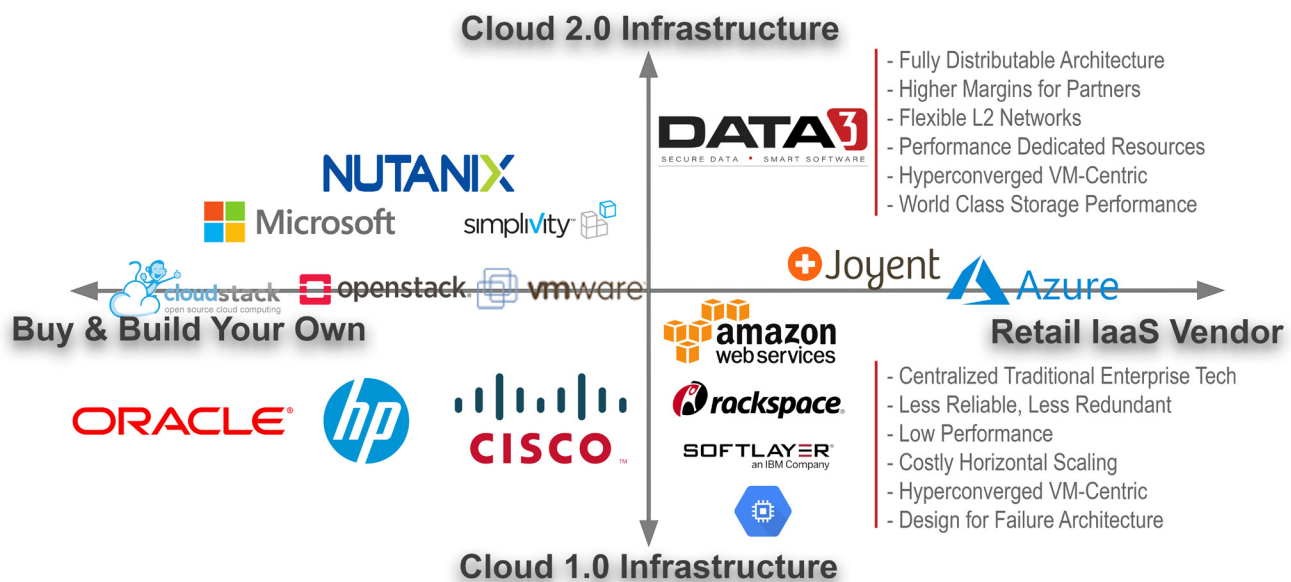 Cloud 2.0 Infrastructure
- Fully Distributable Architecture
- Higher Margins for Partners
- Flexible L2 Networks
- Performance Dedicated Resources
- Hyperconverged VM-Centric
- World Class Storage Performance
DATA3
SECURE DATA • SMART SOFTWARE
NUTANIX
Microsoft
simplivity™
Joyent
Azure
cloudstack
open source cloud computing
openstack®
vmware
Buy & Build Your Own
Retail IaaS Vendor
amazon
web services
ORACLE®
hp
CISCO™
rackspace®
SOFTLAYER®
an IBM Company
- Centralized Traditional Enterprise Tech
- Less Reliable, Less Redundant
- Low Performance
- Costly Horizontal Scaling
- Hyperconverged VM-Centric
- Design for Failure Architecture
Cloud 1.0 Infrastructure